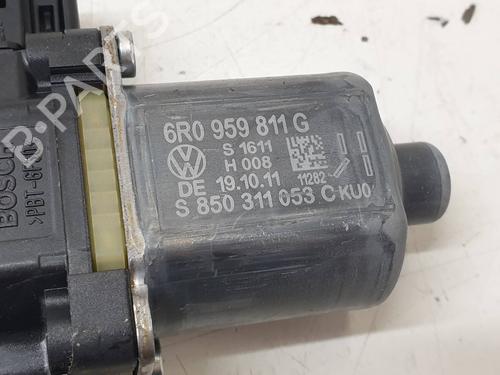 6R0 959 811 G
S 1611
H 008
11282
DE 19.10.11
S 850 311 053 C KU0
BOSCH
>PBT-GF
B-PARTS